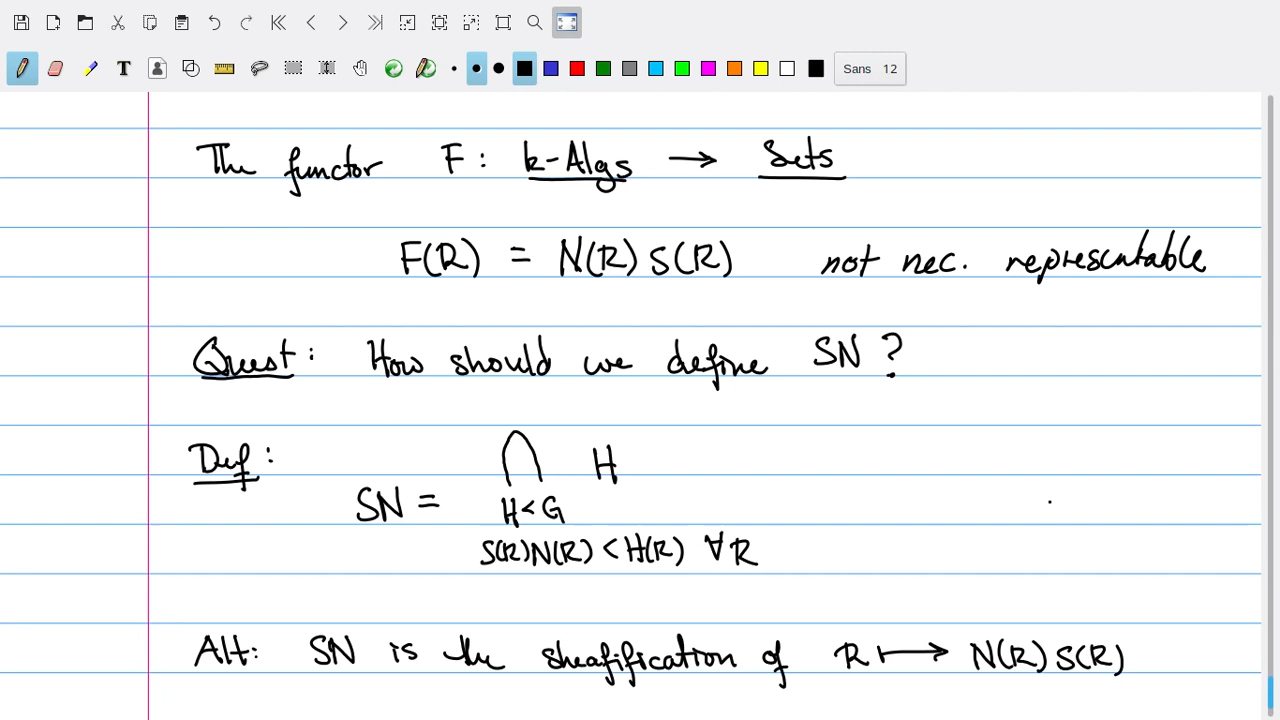 Sans 12
The functor F : k-Algs → Sets
F(R) = N(R) S(R) not nec. representable
Quest: How should we define SN ?
Def: ∩ H
SN = H < G
S(R)N(R) < H(R) ∀R
Alt: SN is the sheafification of R ↦ N(R) S(R)